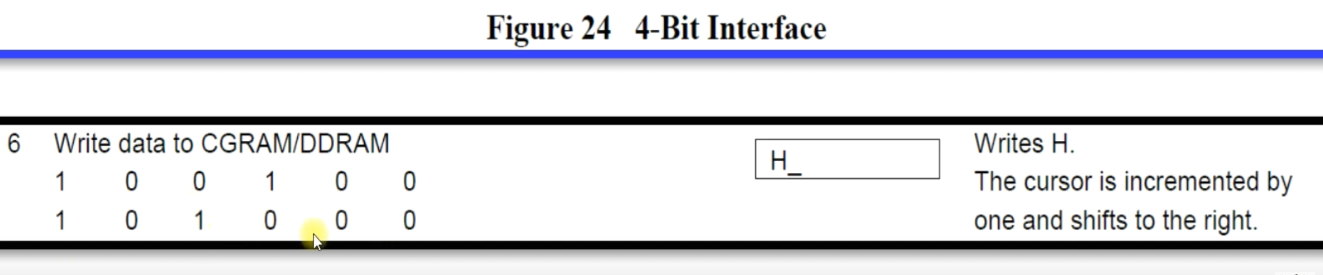 Figure 24 4-Bit Interface
6 Write data to CGRAM/DDRAM
1 0 0 1 0 0
1 0 1 0 0 0
H_
Writes H.
The cursor is incremented by
one and shifts to the right.